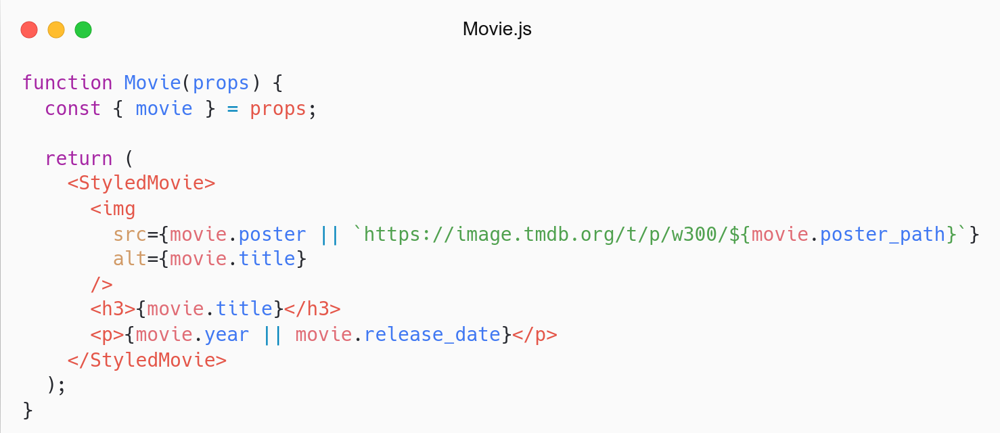 Movie.js
function Movie(props) {
  const { movie } = props;

  return (
    <StyledMovie>
      <img
        src={movie.poster || `https://image.tmdb.org/t/p/w300/${movie.poster_path}`}
        alt={movie.title}
      />
      <h3>{movie.title}</h3>
      <p>{movie.year || movie.release_date}</p>
    </StyledMovie>
  );
}